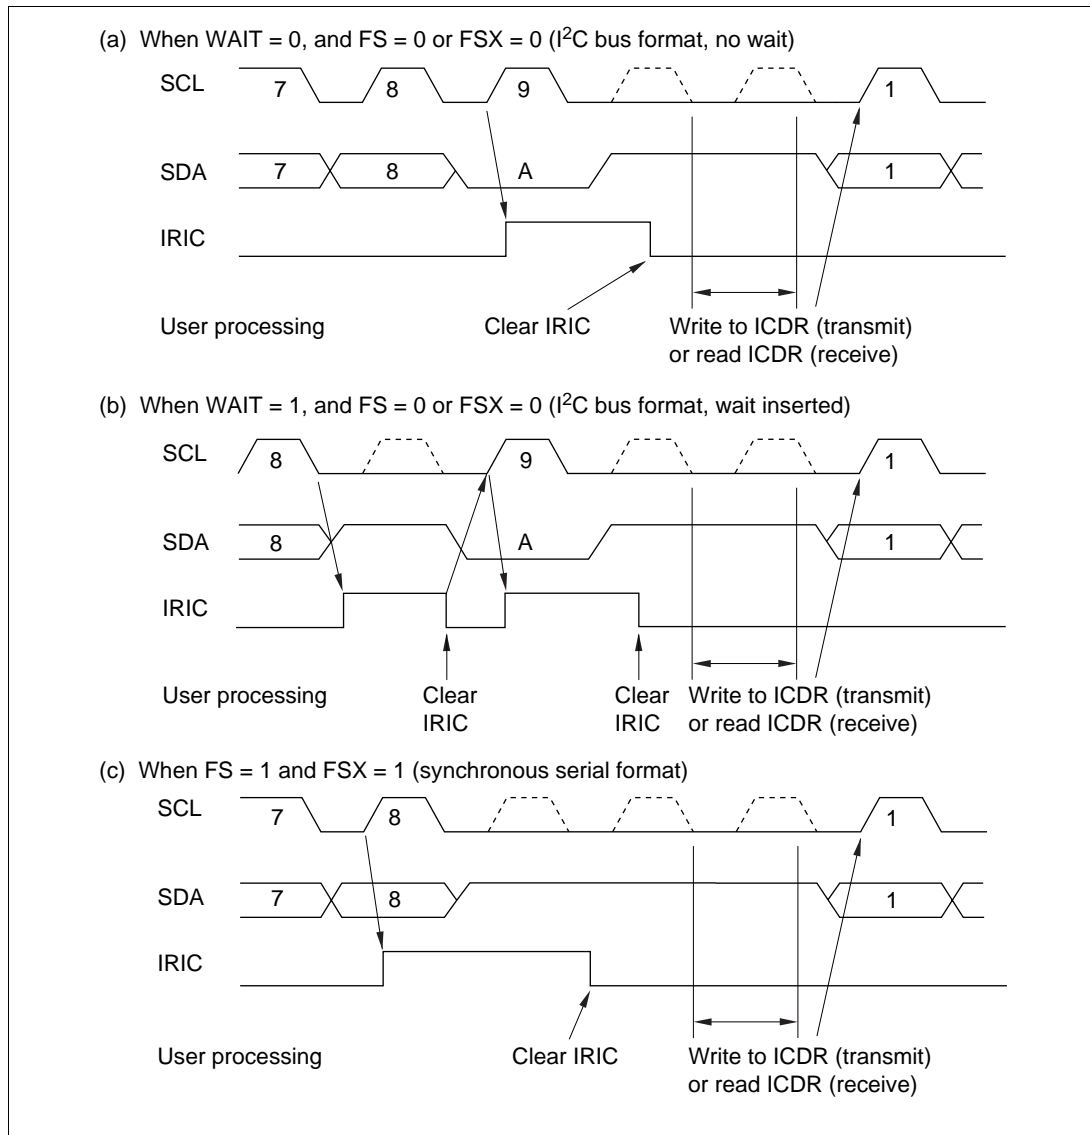 (a) When WAIT = 0, and FS = 0 or FSX = 0 (I²C bus format, no wait)
SCL 7 8 9 1
SDA 7 8 A 1
IRIC
User processing Clear IRIC Write to ICDR (transmit)
or read ICDR (receive)
(b) When WAIT = 1, and FS = 0 or FSX = 0 (I²C bus format, wait inserted)
SCL 8 9 1
SDA 8 A 1
IRIC
User processing Clear Clear Write to ICDR (transmit)
IRIC IRIC or read ICDR (receive)
(c) When FS = 1 and FSX = 1 (synchronous serial format)
SCL 7 8 1
SDA 7 8 1
IRIC
User processing Clear IRIC Write to ICDR (transmit)
or read ICDR (receive)